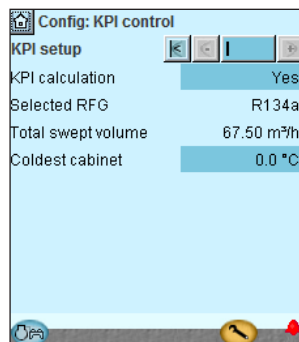 Config: KPI control
KPI setup
KPI calculation Yes
Selected RFG R134a
Total swept volume 67.50 m³/h
Coldest cabinet 0.0 °C